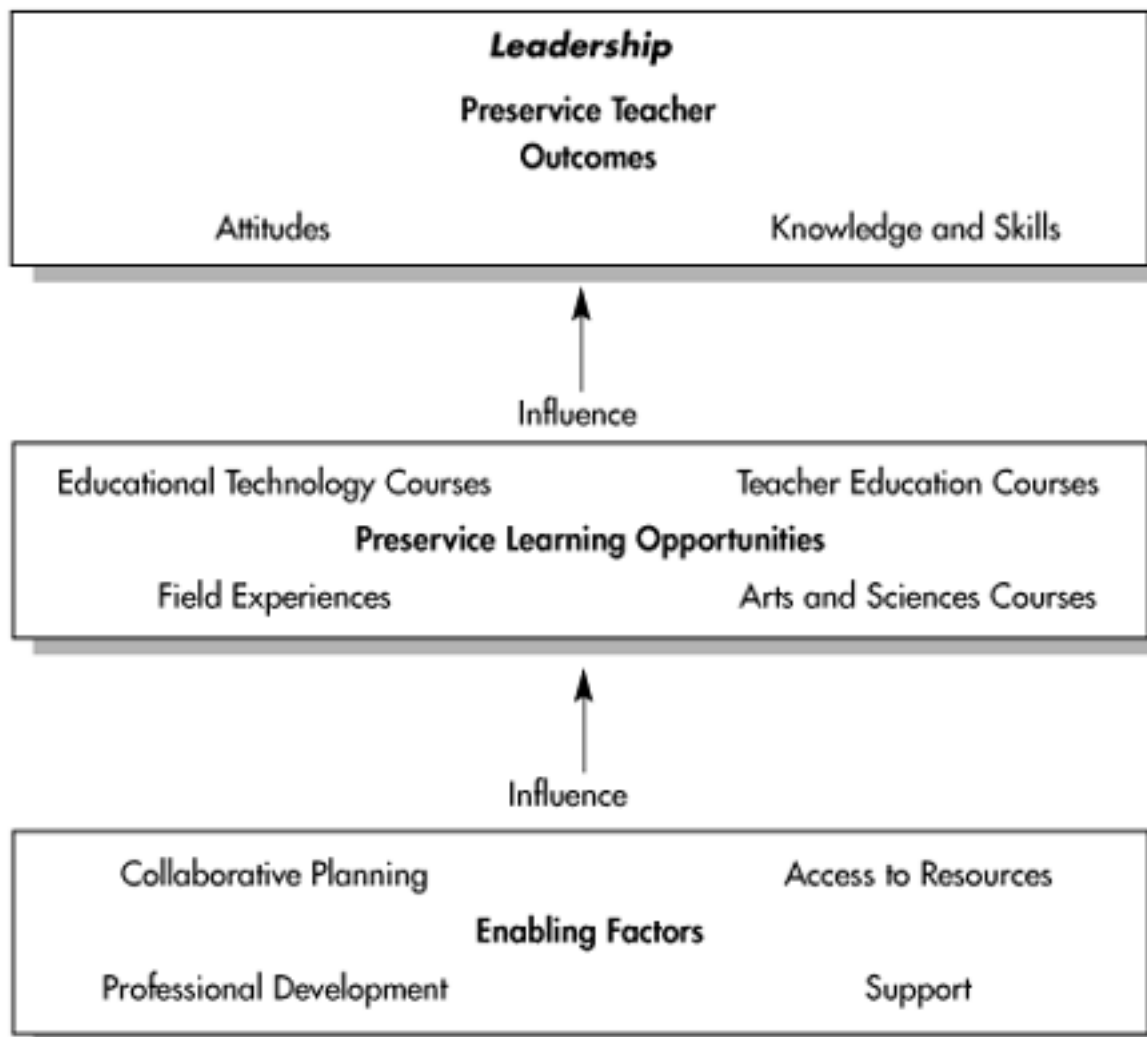 Leadership
Preservice Teacher
Outcomes
Attitudes Knowledge and Skills
Influence
Educational Technology Courses Teacher Education Courses
Preservice Learning Opportunities
Field Experiences Arts and Sciences Courses
Influence
Collaborative Planning Access to Resources
Enabling Factors
Professional Development Support